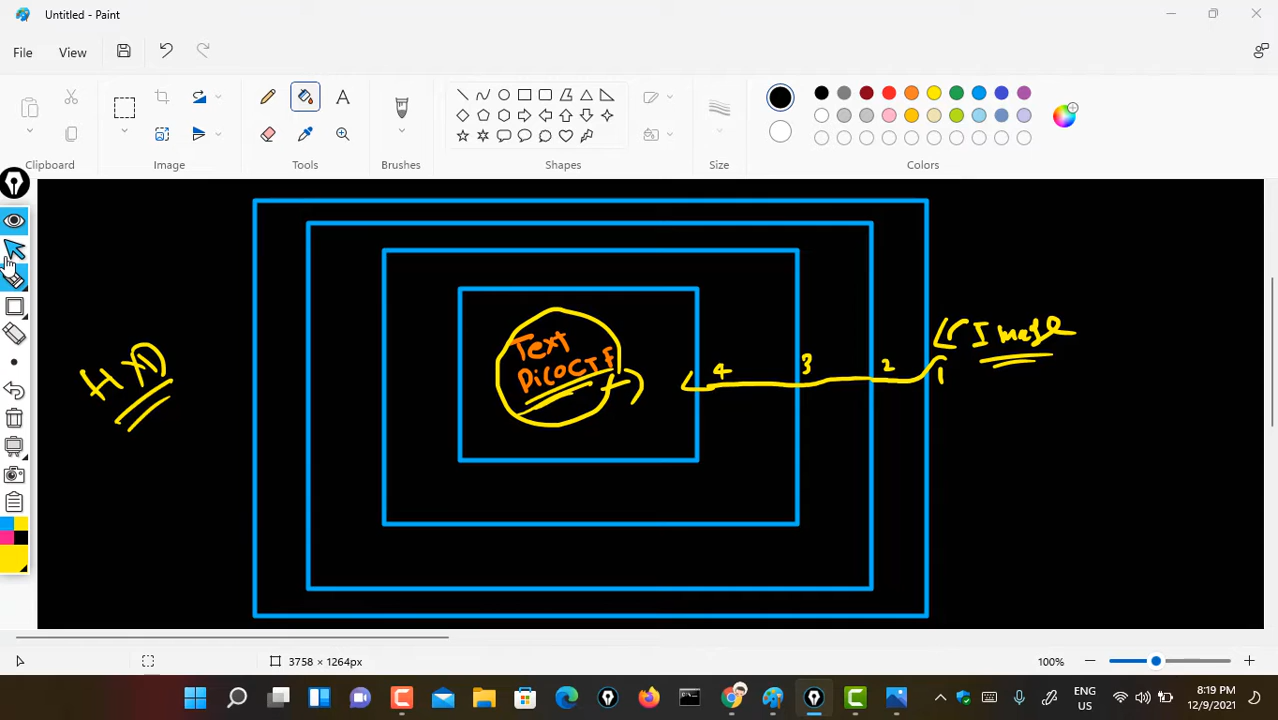 Untitled - Paint
File View
Clipboard
Image
Tools
Brushes
Shapes
Size
Colors
Image
Text
PicoCTF
4 3 2 1
HxD
3758 × 1264px
100%
ENG
US
8:19 PM
12/9/2021